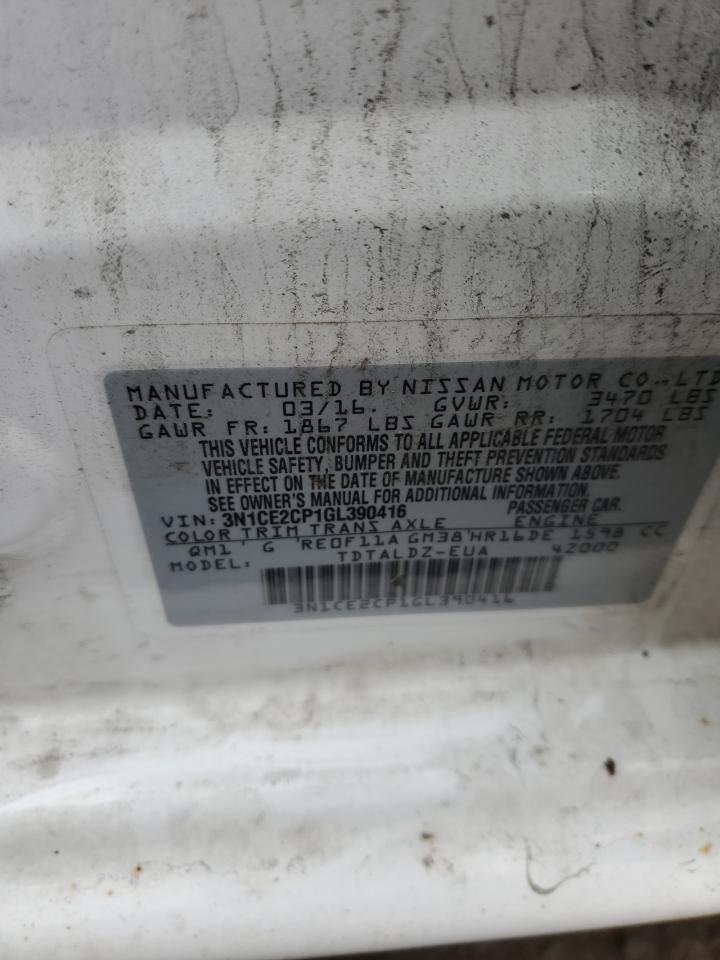 MANUFACTURED BY NISSAN MOTOR CO.,LTD
DATE: 03/16. GVWR: 3470 LBS
GAWR FR: 1867 LBS GAWR RR: 1704 LBS
THIS VEHICLE CONFORMS TO ALL APPLICABLE FEDERAL MOTOR
VEHICLE SAFETY, BUMPER AND THEFT PREVENTION STANDARDS
IN EFFECT ON THE DATE OF MANUFACTURE SHOWN ABOVE.
SEE OWNER'S MANUAL FOR ADDITIONAL INFORMATION.
VIN: 3N1CE2CP1GL390416 PASSENGER CAR.
COLOR TRIM TRANS AXLE ENGINE
QM1 G RE0F11A GM38 HR16DE 1598 CC
MODEL: TDTALDZ-EUA 4Z000
3N1CE2CP1GL390416